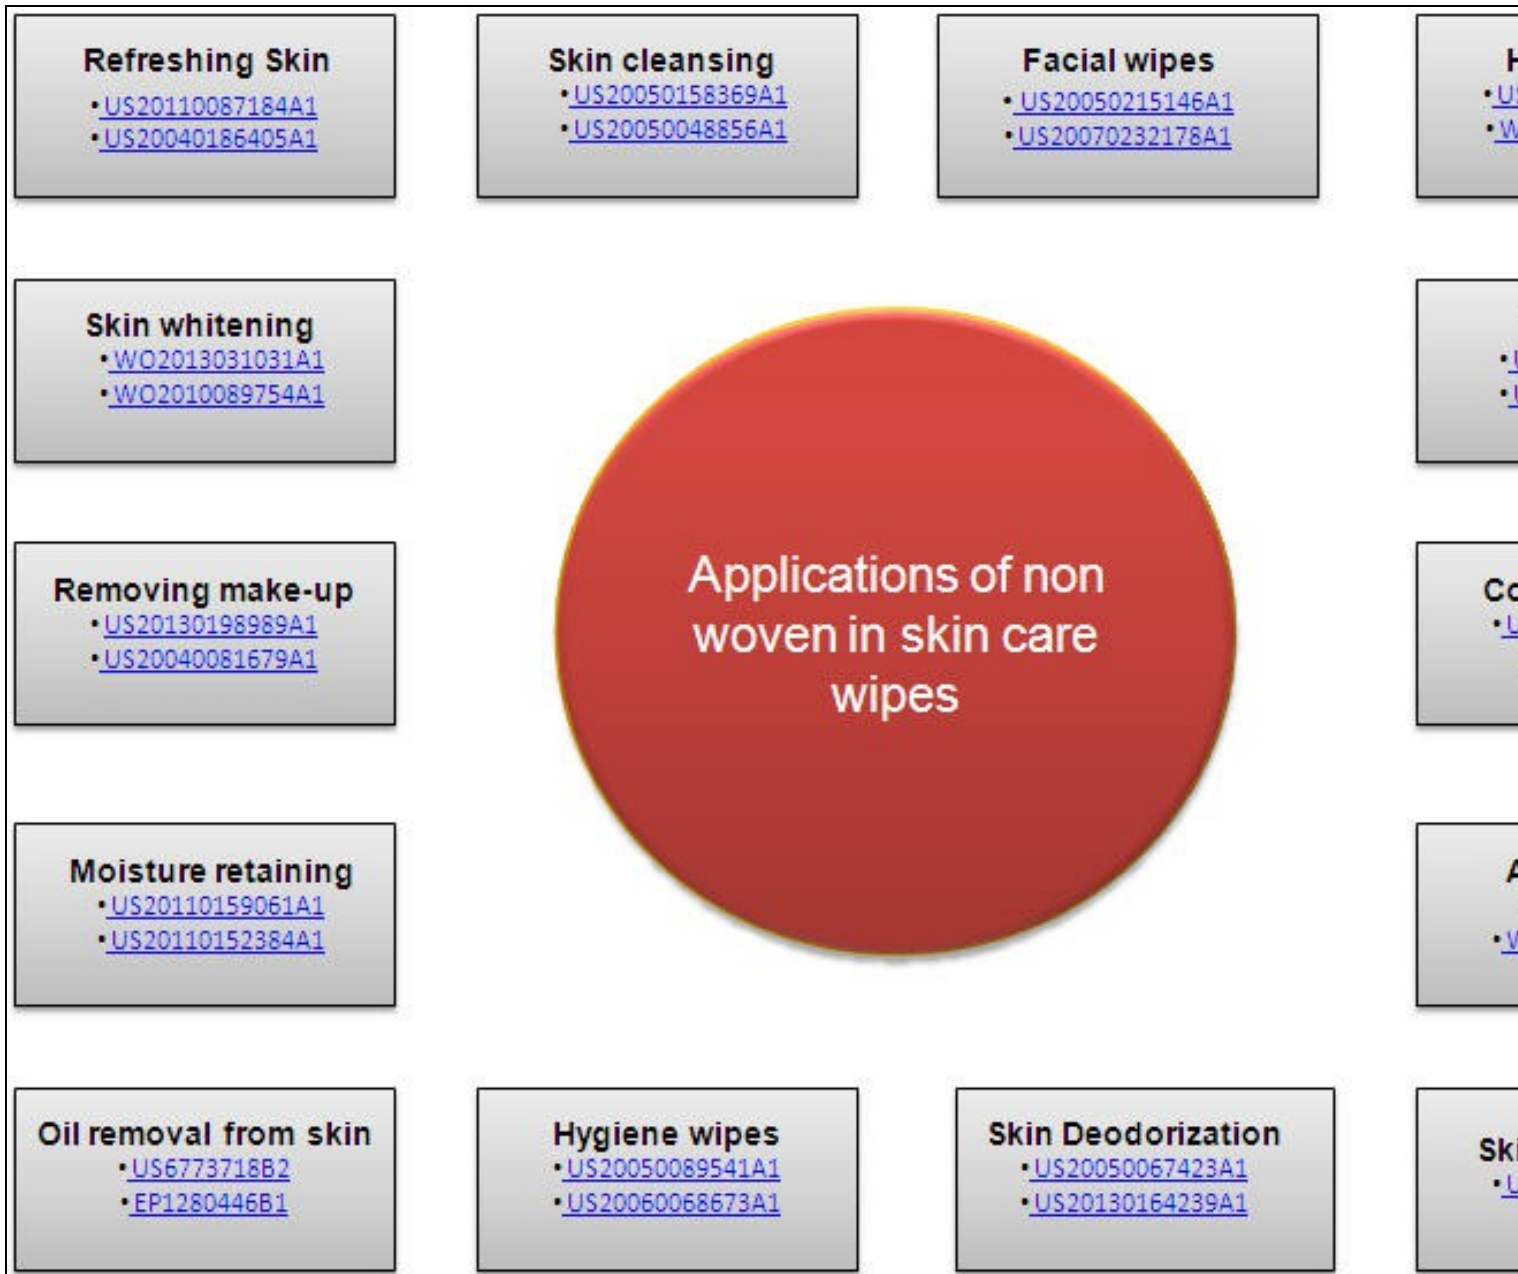 Refreshing Skin
• US20110087184A1
• US20040186405A1
Skin cleansing
• US20050158369A1
• US20050048856A1
Facial wipes
• US20050215146A1
• US20070232178A1
Skin whitening
• WO2013031031A1
• WO2010089754A1
Applications of non
woven in skin care
wipes
Removing make-up
• US20130198989A1
• US20040081679A1
Moisture retaining
• US20110159061A1
• US20110152384A1
Oil removal from skin
• US6773718B2
• EP1280446B1
Hygiene wipes
• US20050089541A1
• US20060068673A1
Skin Deodorization
• US20050067423A1
• US20130164239A1